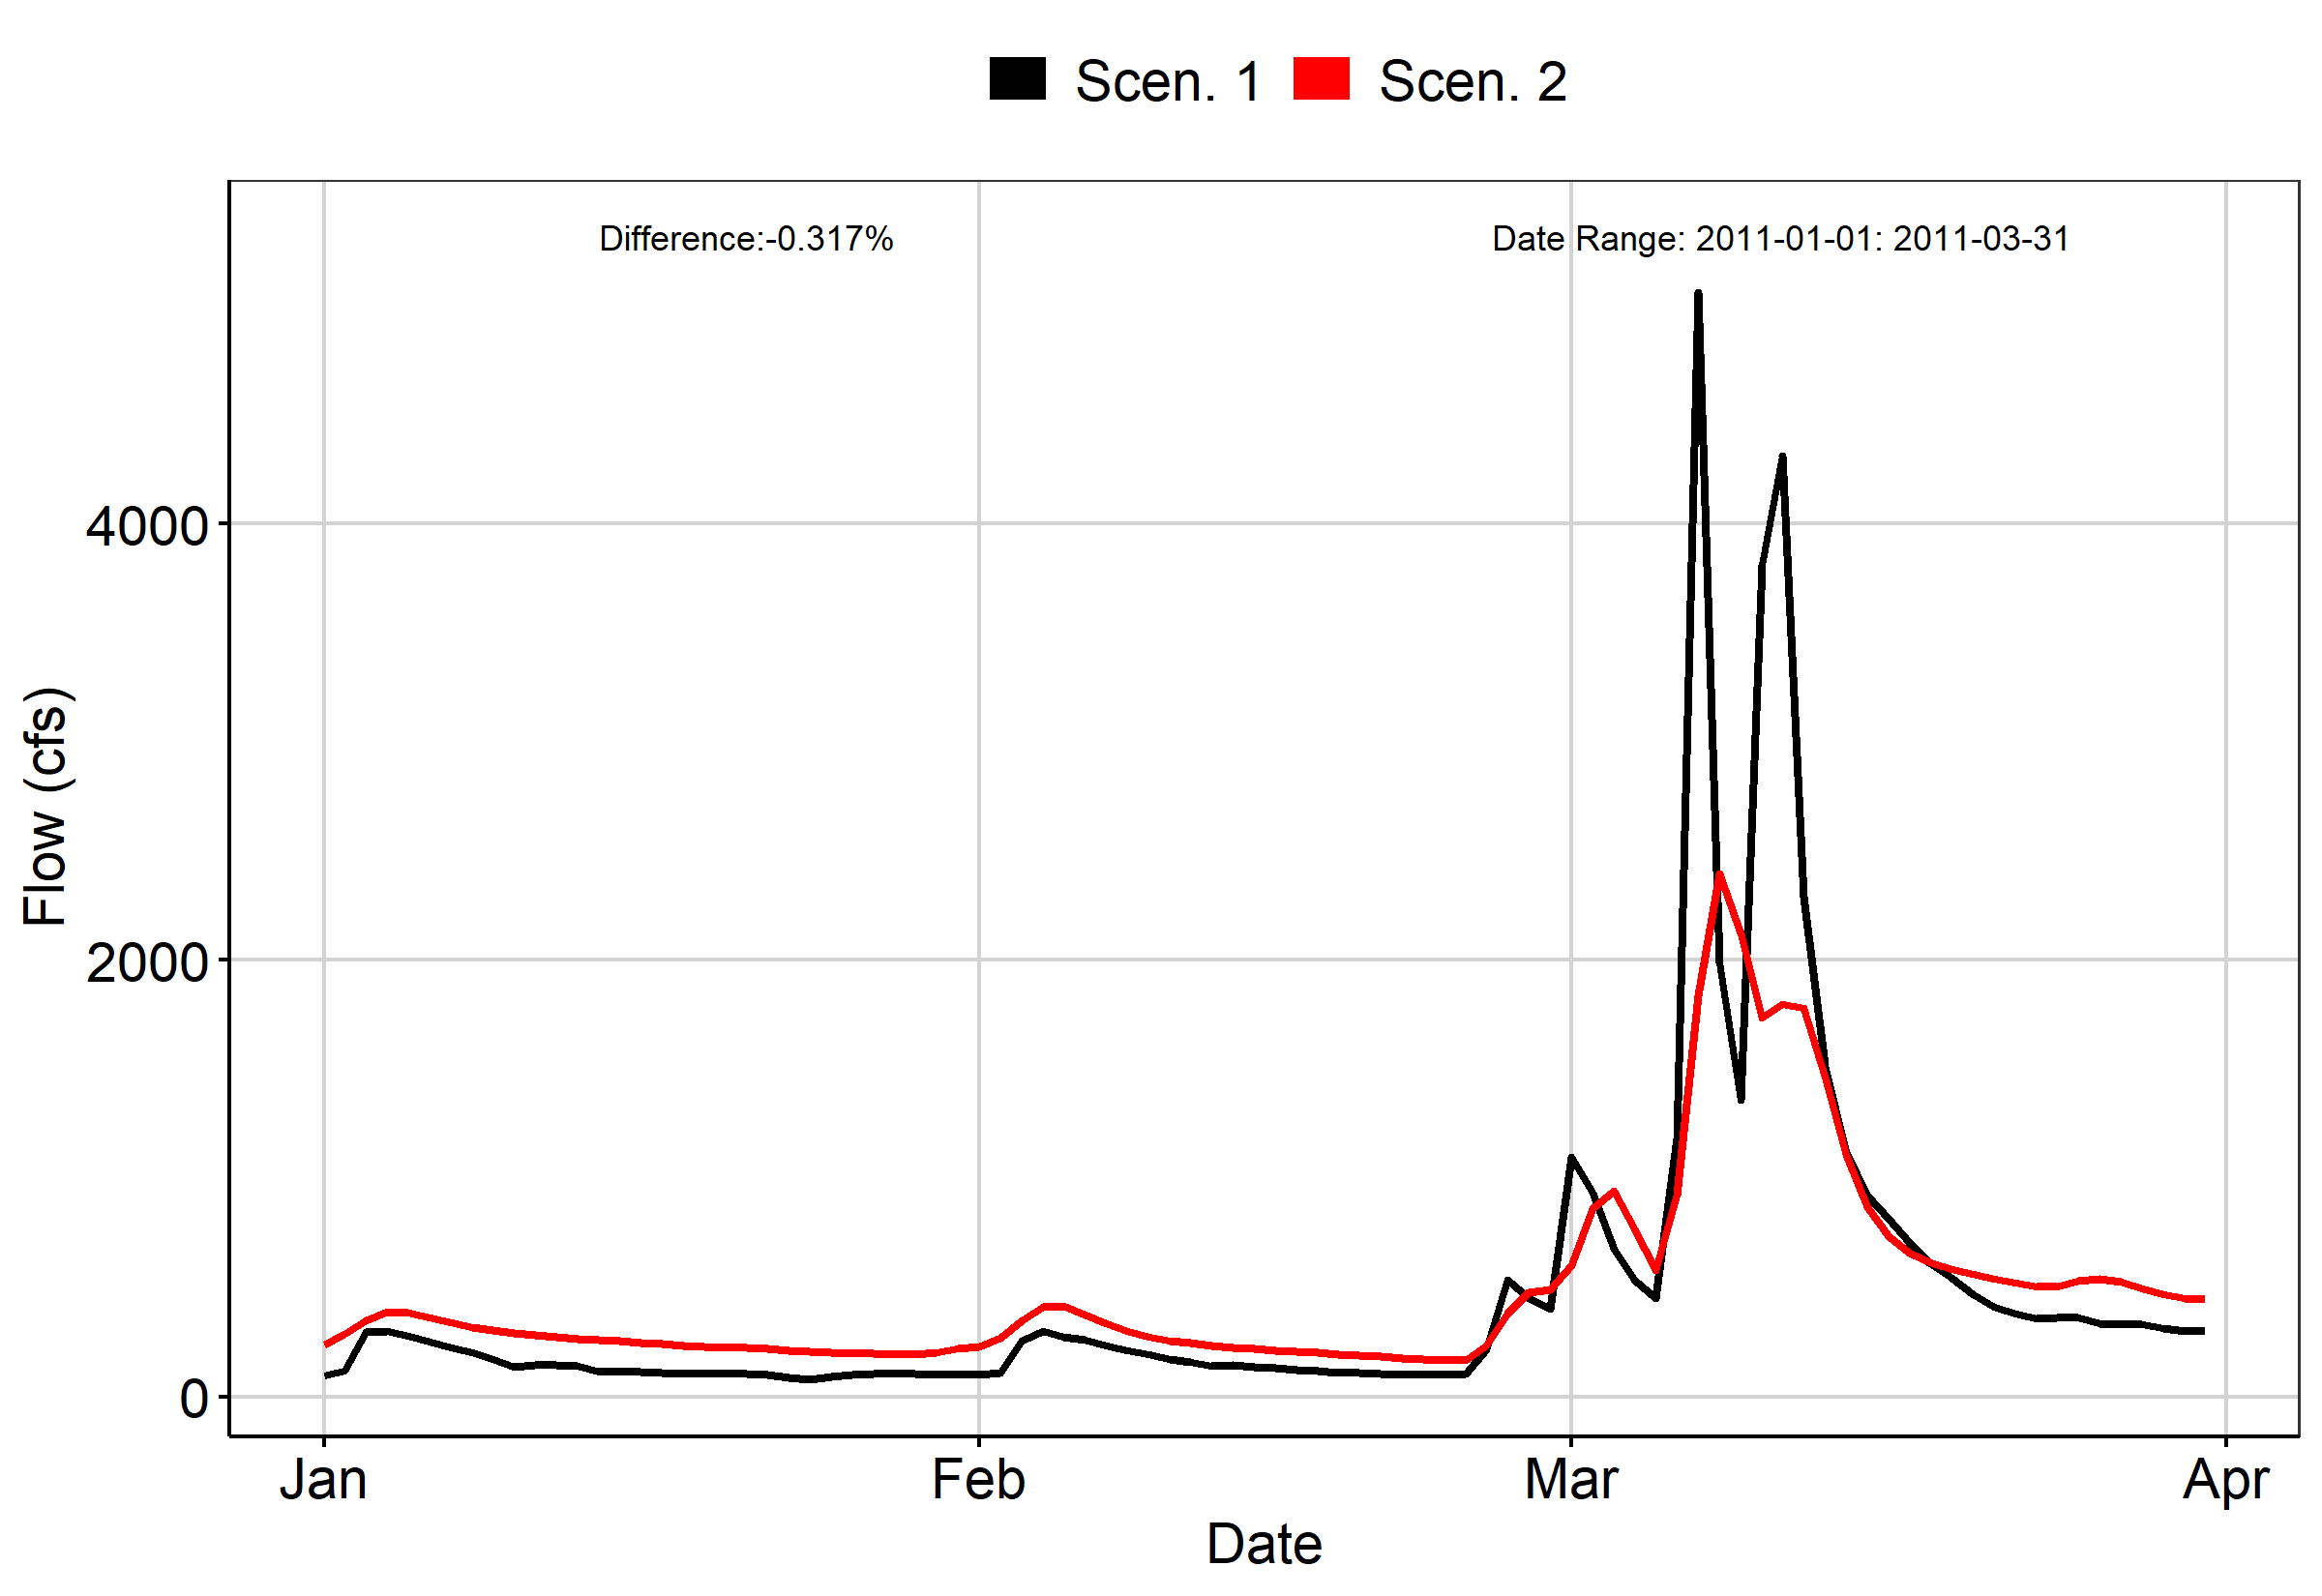 Scen. 1 Scen. 2
Difference:-0.317% Date Range: 2011-01-01: 2011-03-31
4000
2000
0
Flow (cfs)
Jan Feb Mar Apr
Date